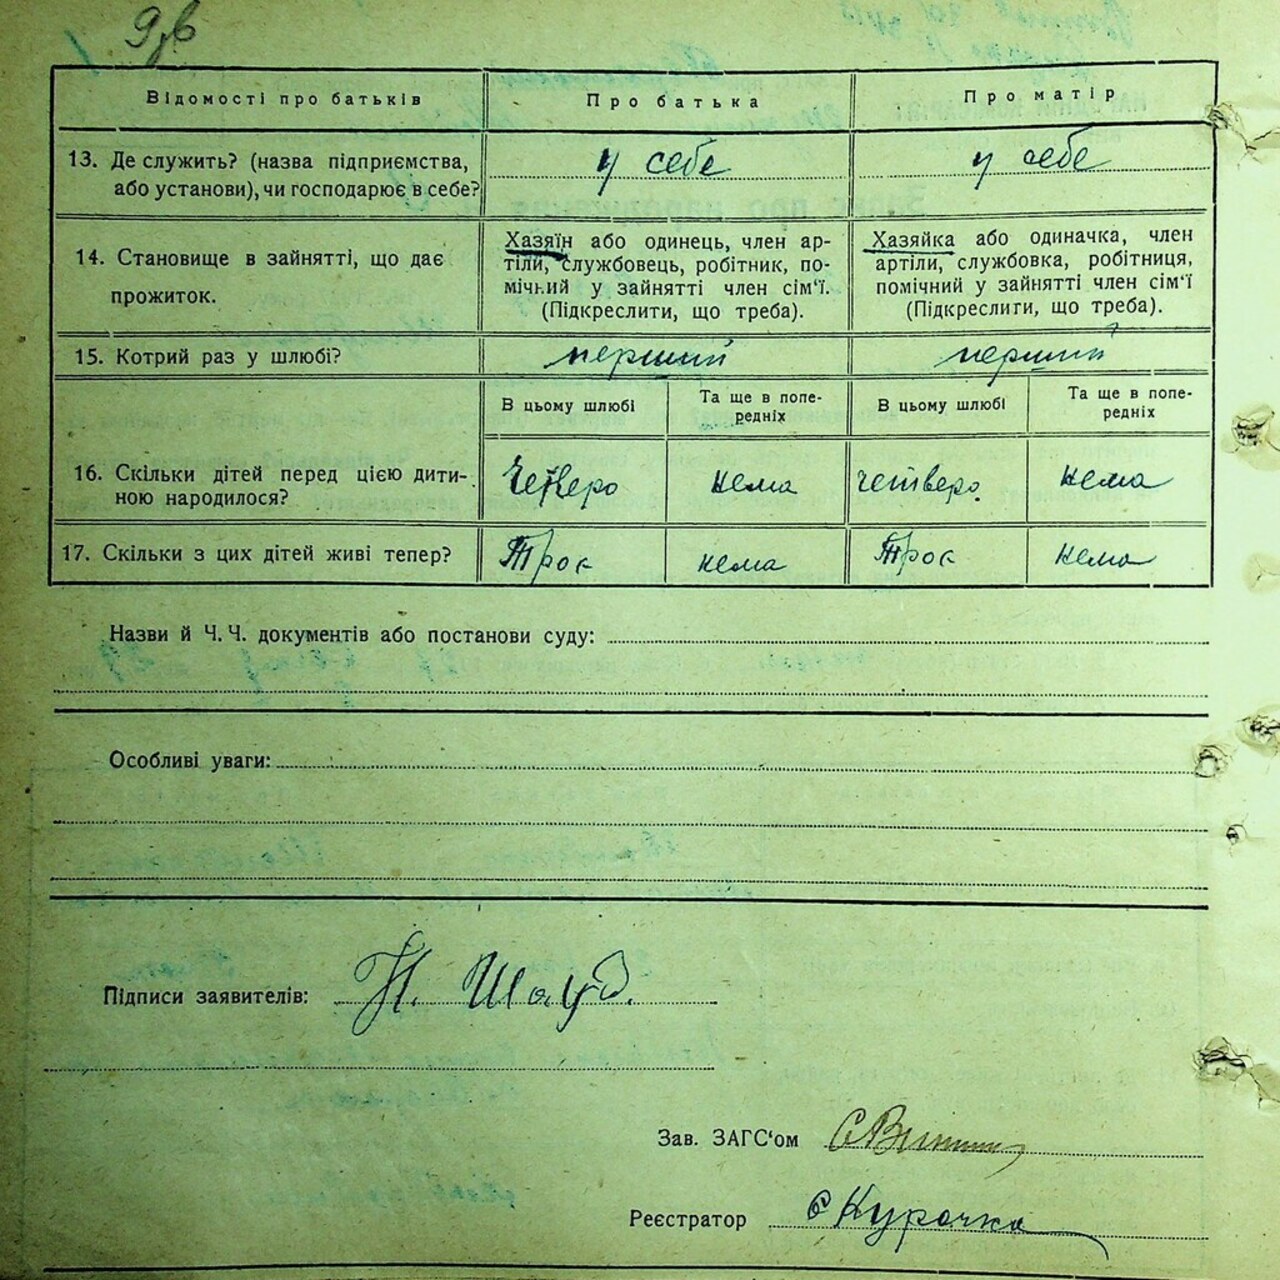 9зв
Відомості про батьків Про батька Про матір
13. Де служить? (назва підприємства, або установи), чи господарює в себе? у себе у себе
14. Становище в зайнятті, що дає прожиток.
Хазяїн або одинець, член ар-
тіли, службовець, робітник, по-
мічний у зайнятті член сім‘ї.
(Підкреслити, що треба).
Хазяйка або одиначка, член
артіли, службовка, робітниця,
помічний у зайнятті член сім‘ї
(Підкреслити, що треба).
15. Котрий раз у шлюбі? перший перший
В цьому шлюбі Та ще в попе-редніх В цьому шлюбі Та ще в попе-редніх
16. Скільки дітей перед цією дити-ною народилося? Четверо нема четверо нема
17. Скільки з цих дітей живі тепер? Троє нема Троє нема
Назви й Ч. Ч. документів або постанови суду:
Особливі уваги:
Підписи заявителів:
Зав. ЗАГС‘ом
Реєстратор Курочка